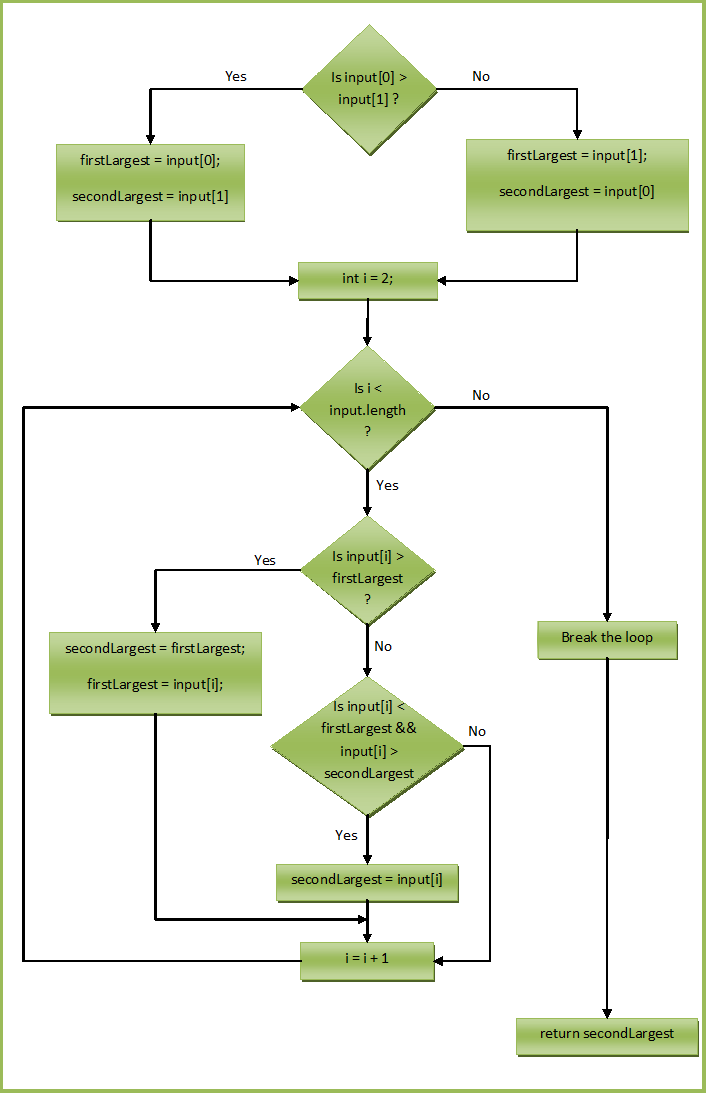 Yes
Is input[0] >
input[1] ?
No
firstLargest = input[0];
secondLargest = input[1]
firstLargest = input[1];
secondLargest = input[0]
int i = 2;
Is i <
input.length
?
No
Yes
Yes
Is input[i] >
firstLargest
?
secondLargest = firstLargest;
firstLargest = input[i];
No
Break the loop
Is input[i] <
firstLargest &&
input[i] >
secondLargest
No
Yes
secondLargest = input[i]
i = i + 1
return secondLargest